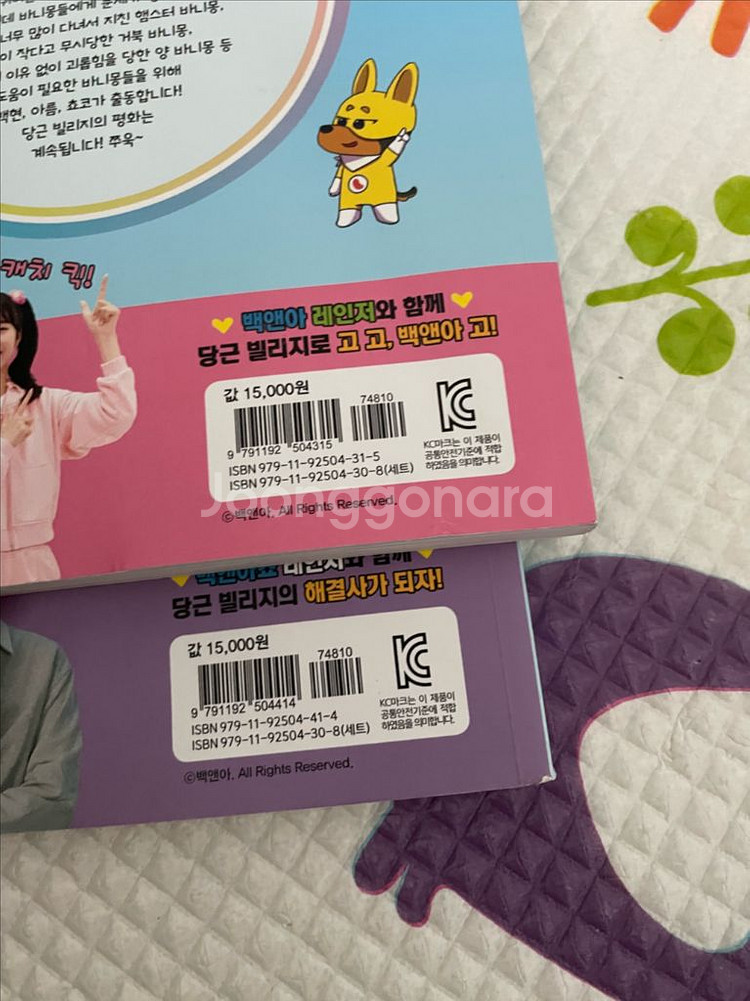 너무 많이 다녀서 지친 햄스터 바니몽,
작다고 무시당한 거북 바니몽,
이유 없이 괴롭힘을 당한 양 바니몽 등
도움이 필요한 바니몽들을 위해
백현, 아름, 쵸코가 출동합니다!
당근 빌리지의 평화는
계속됩니다! 쭈욱~
캐치 킥!
백앤아 레인저와 함께
당근 빌리지로 고 고, 백앤아 고!
값 15,000원
74810
9 791192 504315
ISBN 979-11-92504-31-5
ISBN 979-11-92504-30-8(세트)
KC마크는 이 제품이
공통안전기준에 적합
하였음을 의미합니다.
Joonggonara
©백앤아. All Rights Reserved.
당근 빌리지의 해결사가 되자!
값 15,000원
74810
9 791192 504414
ISBN 979-11-92504-41-4
ISBN 979-11-92504-30-8(세트)
KC마크는 이 제품이
공통안전기준에 적합
하였음을 의미합니다.
©백앤아. All Rights Reserved.